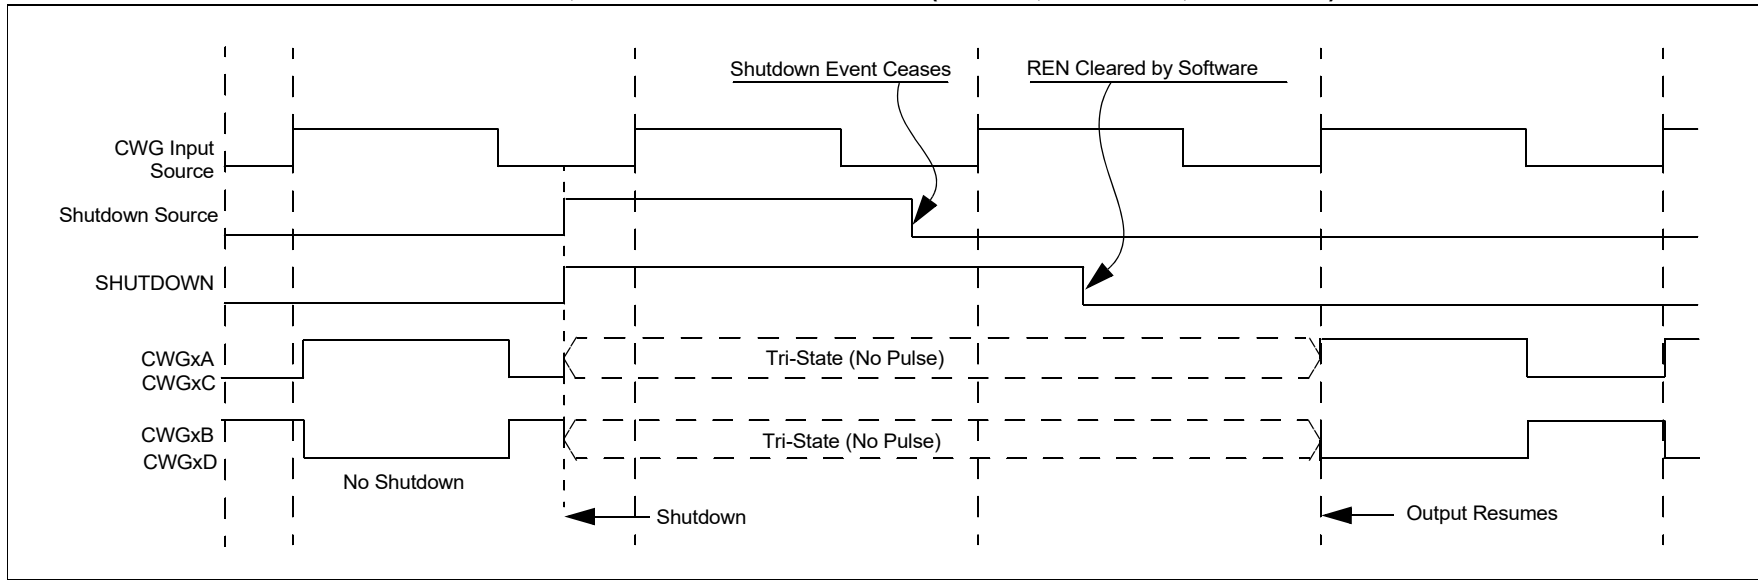 Shutdown Event Ceases
REN Cleared by Software
CWG Input
Source
Shutdown Source
SHUTDOWN
CWGxA
CWGxC
Tri-State (No Pulse)
CWGxB
CWGxD
Tri-State (No Pulse)
No Shutdown
Shutdown
Output Resumes